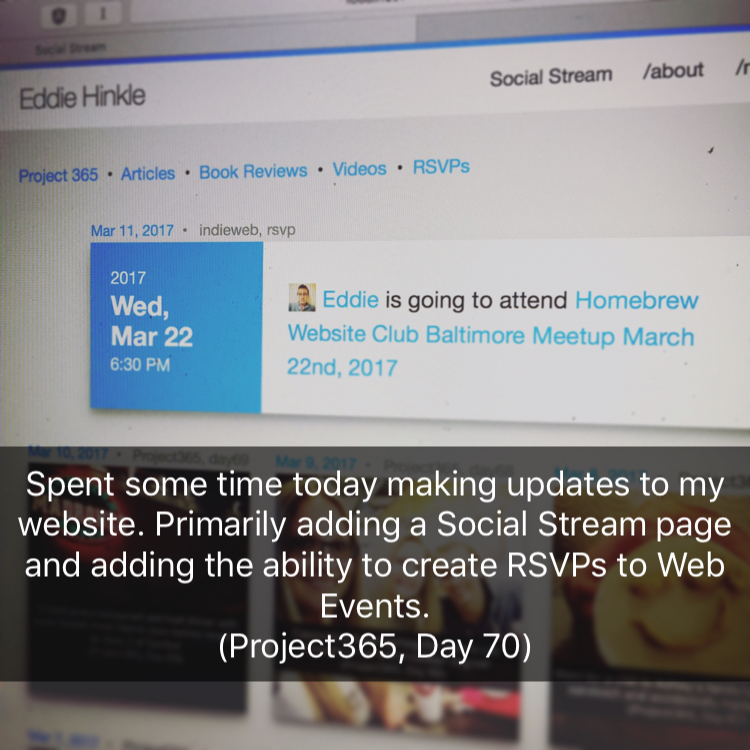 Social Stream
Eddie Hinkle
Social Stream /about
Project 365 • Articles • Book Reviews • Videos • RSVPs
Mar 11, 2017 • indieweb, rsvp
2017
Wed,
Mar 22
6:30 PM
Eddie is going to attend Homebrew
Website Club Baltimore Meetup March
22nd, 2017
Mar 10, 2017 • Project365, day69
Mar 9, 2017 • Project365, day68
Spent some time today making updates to my
website. Primarily adding a Social Stream page
and adding the ability to create RSVPs to Web
Events.
(Project365, Day 70)